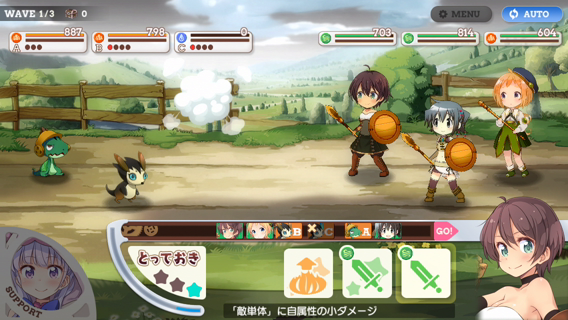 WAVE 1/3 0 MENU AUTO
887 798 0 703 814 604
A B C
B C A GO!
とっておき
SUPPORT
「敵単体」に自属性の小ダメージ